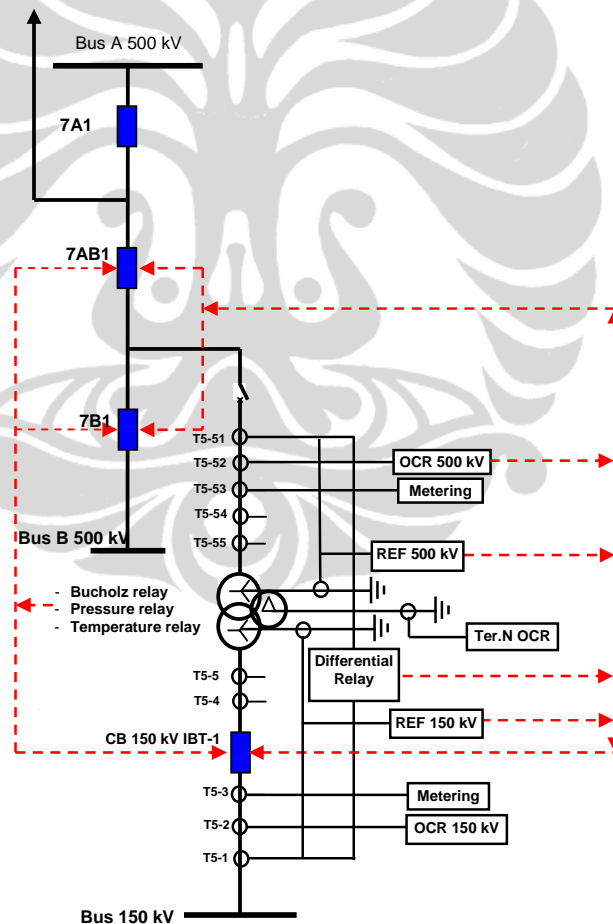 Bus A 500 kV
7A1
7AB1
7B1
T5-51
T5-52
OCR 500 kV
T5-53
Metering
T5-54
Bus B 500 kV
T5-55
REF 500 kV
- Bucholz relay
- Pressure relay
- Temperature relay
Ter.N OCR
Differential
Relay
T5-5
T5-4
REF 150 kV
CB 150 kV IBT-1
T5-3
Metering
T5-2
OCR 150 kV
T5-1
Bus 150 kV